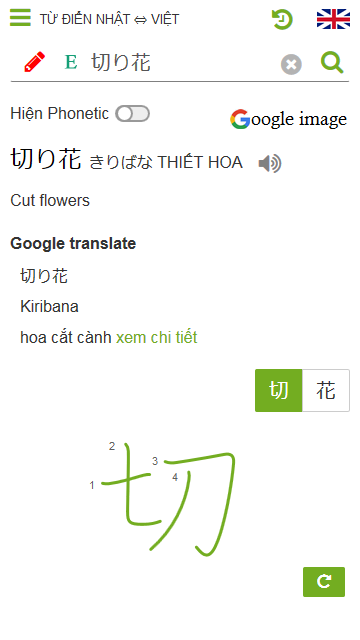 TỪ ĐIỂN NHẬT ⇔ VIỆT
E 切り花
Hiện Phonetic
Google image
切り花 きりばな THIẾT HOA
Cut flowers
Google translate
切り花
Kiribana
hoa cắt cành xem chi tiết
切 花
1 2 3 4
切